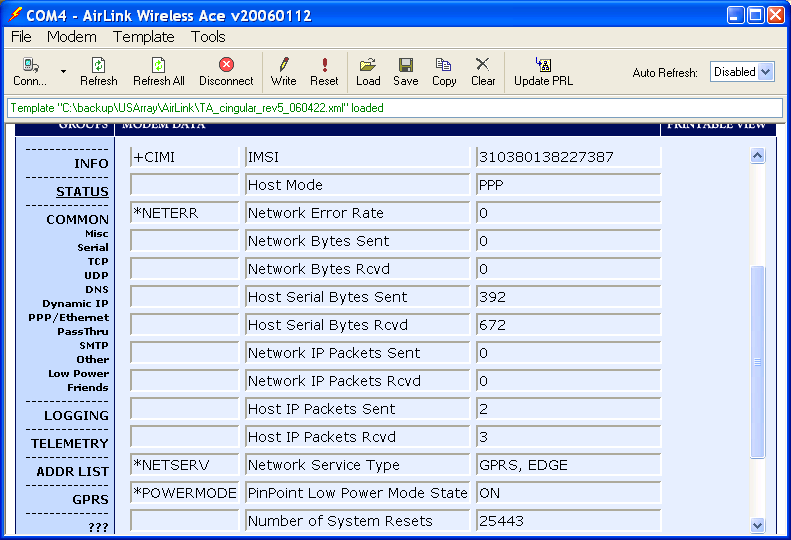 COM4 - AirLink Wireless Ace v20060112
File Modem Template Tools
Conn... Refresh Refresh All Disconnect Write Reset Load Save Copy Clear Update PRL Auto Refresh: Disabled
Template "C:\backup\USArray\AirLink\TA_cingular_rev5_060422.xml" loaded
GROUPS MODEM DATA PRINTABLE VIEW
INFO
STATUS
COMMON
Misc
Serial
TCP
UDP
DNS
Dynamic IP
PPP/Ethernet
PassThru
SMTP
Other
Low Power
Friends
LOGGING
TELEMETRY
ADDR LIST
GPRS
???
+CIMI IMSI 310380138227387
Host Mode PPP
*NETERR Network Error Rate 0
Network Bytes Sent 0
Network Bytes Rcvd 0
Host Serial Bytes Sent 392
Host Serial Bytes Rcvd 672
Network IP Packets Sent 0
Network IP Packets Rcvd 0
Host IP Packets Sent 2
Host IP Packets Rcvd 3
*NETSERV Network Service Type GPRS, EDGE
*POWERMODE PinPoint Low Power Mode State ON
Number of System Resets 25443